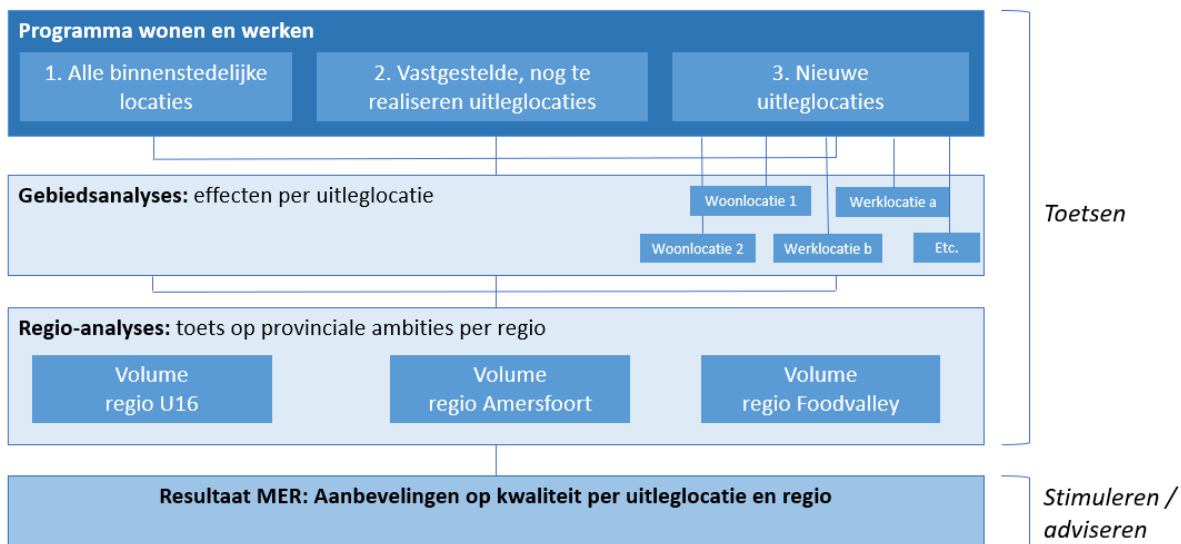 Programma wonen en werken
1. Alle binnenstedelijke
locaties
2. Vastgestelde, nog te
realiseren uitleglocaties
3. Nieuwe
uitleglocaties
Gebiedsanalyses: effecten per uitleglocatie
Woonlocatie 1
Werklocatie a
Woonlocatie 2
Werklocatie b
Etc.
Toetsen
Regio-analyses: toets op provinciale ambities per regio
Volume
regio U16
Volume
regio Amersfoort
Volume
regio Foodvalley
Resultaat MER: Aanbevelingen op kwaliteit per uitleglocatie en regio
Stimuleren /
adviseren